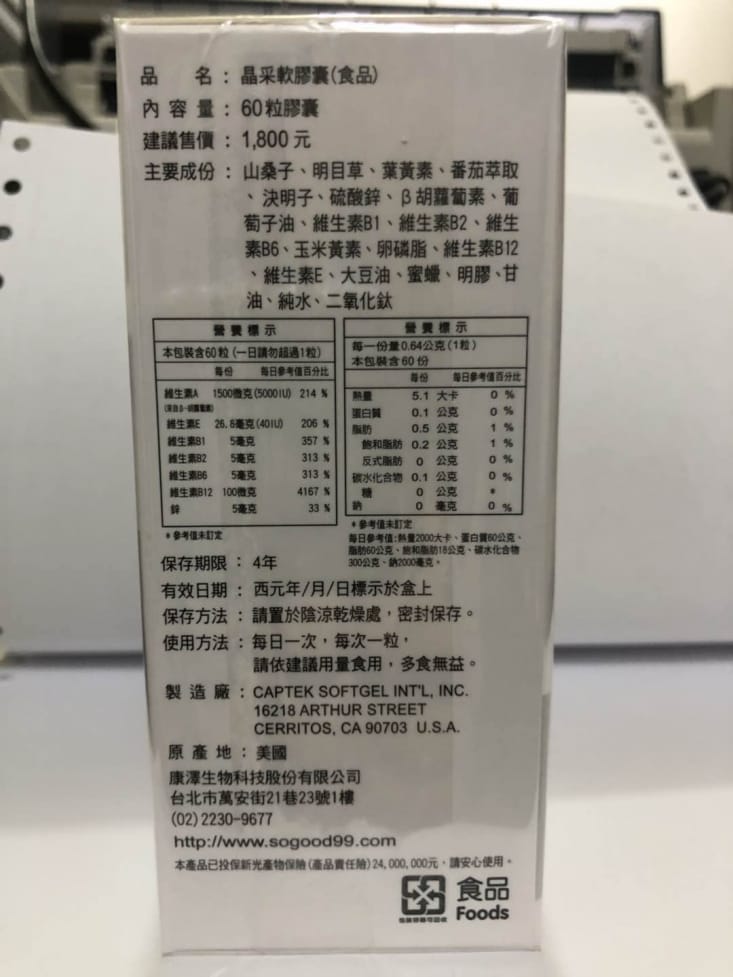 品 名：晶采軟膠囊(食品)
內 容 量：60粒膠囊
建議售價：1,800 元
主要成份：山桑子、明目草、葉黃素、番茄萃取
、決明子、硫酸鋅、β胡蘿蔔素、葡
萄子油、維生素B1、維生素B2、維生
素B6、玉米黃素、卵磷脂、維生素B12
、維生素E、大豆油、蜜蠟、明膠、甘
油、純水、二氧化鈦
營養標示
本包裝含60粒(一日請勿超過1粒)
每份 每日參考值百分比
維生素A 1500微克(5000IU) 214 %
維生素E 26.8毫克(40IU) 206 %
維生素B1 5毫克 357 %
維生素B2 5毫克 313 %
維生素B6 5毫克 313 %
維生素B12 100微克 4167 %
鋅 5毫克 33 %
*參考值未訂定
營養標示
每一份量0.64公克(1粒)
本包裝含60份
每份 每日參考值百分比
熱量 5.1 大卡 0 %
蛋白質 0.1 公克 0 %
脂肪 0.5 公克 1 %
飽和脂肪 0.2 公克 1 %
反式脂肪 0 公克 0 %
碳水化合物 0.1 公克 0 %
糖 0 公克 *
鈉 0 毫克 0 %
*參考值未訂定
每日參考值:熱量2000大卡、蛋白質60公克、
脂肪60公克、飽和脂肪18公克、碳水化合物
300公克、鈉2000毫克。
保存期限：4年
有效日期：西元年/月/日標示於盒上
保存方法：請置於陰涼乾燥處，密封保存。
使用方法：每日一次，每次一粒，
請依建議用量食用，多食無益。
製 造 廠：CAPTEK SOFTGEL INT'L, INC.
16218 ARTHUR STREET
CERRITOS, CA 90703 U.S.A.
原 產 地：美國
康澤生物科技股份有限公司
台北市萬安街21巷23號1樓
(02) 2230-9677
http://www.sogood99.com
本產品已投保新光產物保險(產品責任險)24,000,000元，請安心使用。
食品
Foods